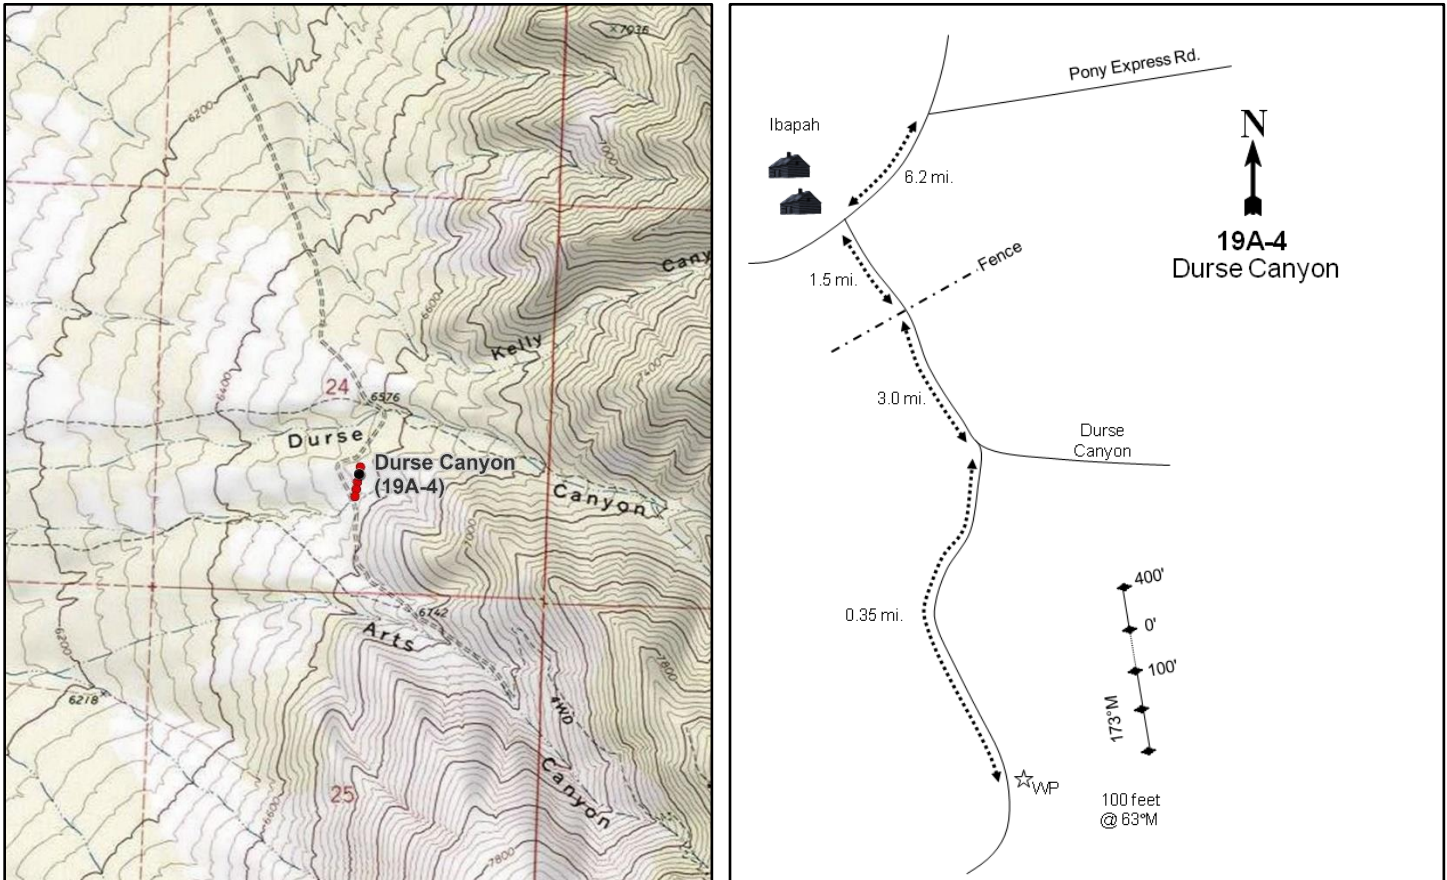 7036
6200
7000
Cany
6600
Kelly
7400
6400
24
6576
Durse
Durse Canyon
(19A-4)
Canyon
7000
6742
Arts
6200
7800
6218
4WD
Canyon
25
6600
7800
Pony Express Rd.
Ibapah
6.2 mi.
N
19A-4
Durse Canyon
Fence
1.5 mi.
3.0 mi.
Durse
Canyon
0.35 mi.
400'
0'
100'
173°M
WP
100 feet
@ 63°M